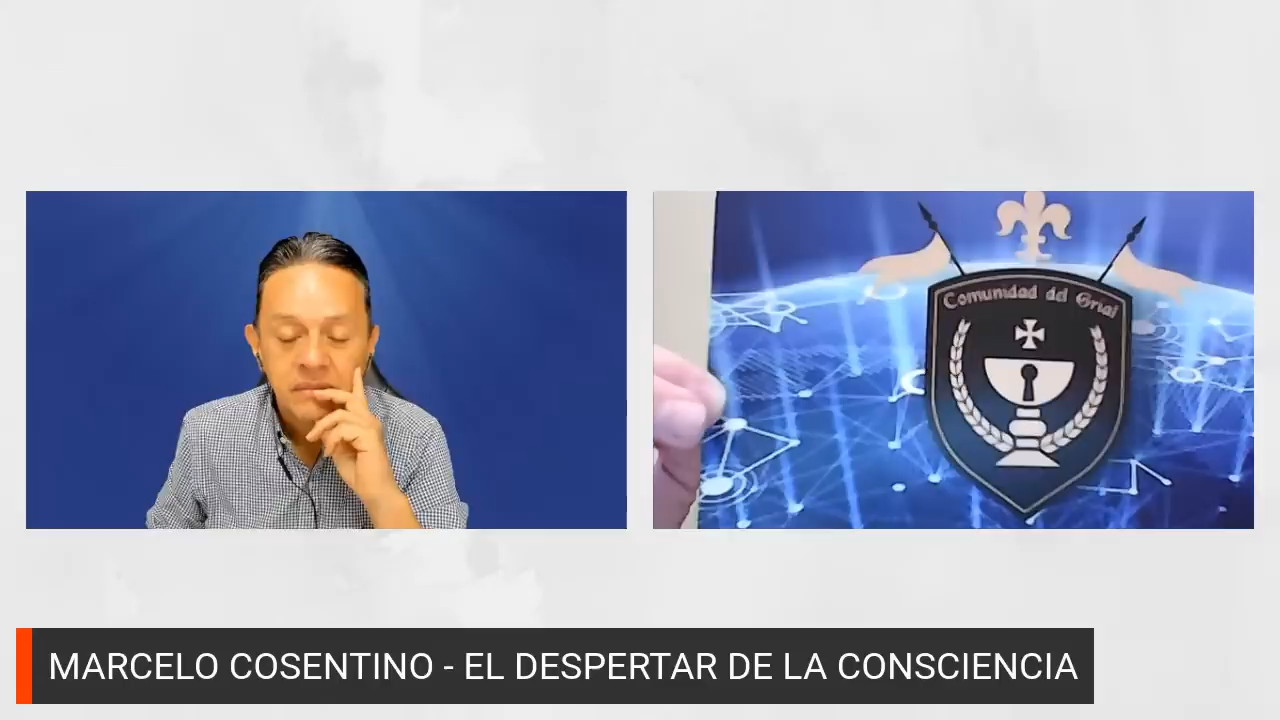 Comunidad del Grial
MARCELO COSENTINO - EL DESPERTAR DE LA CONSCIENCIA